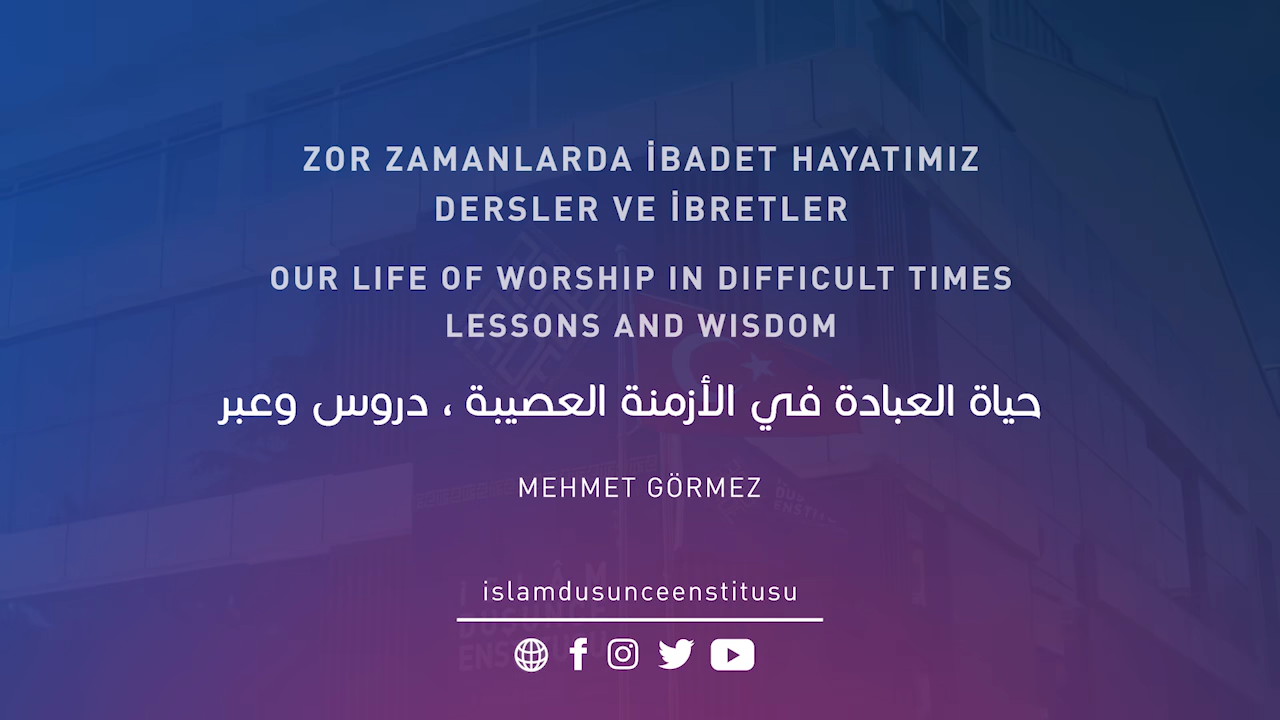 ZOR ZAMANLARDA İBADET HAYATIMIZ
DERSLER VE İBRETLER
OUR LIFE OF WORSHIP IN DIFFICULT TIMES
LESSONS AND WISDOM
حياة العبادة في الأزمنة العصيبة ، دروس وعبر
MEHMET GÖRMEZ
islamdusunceenstitusu